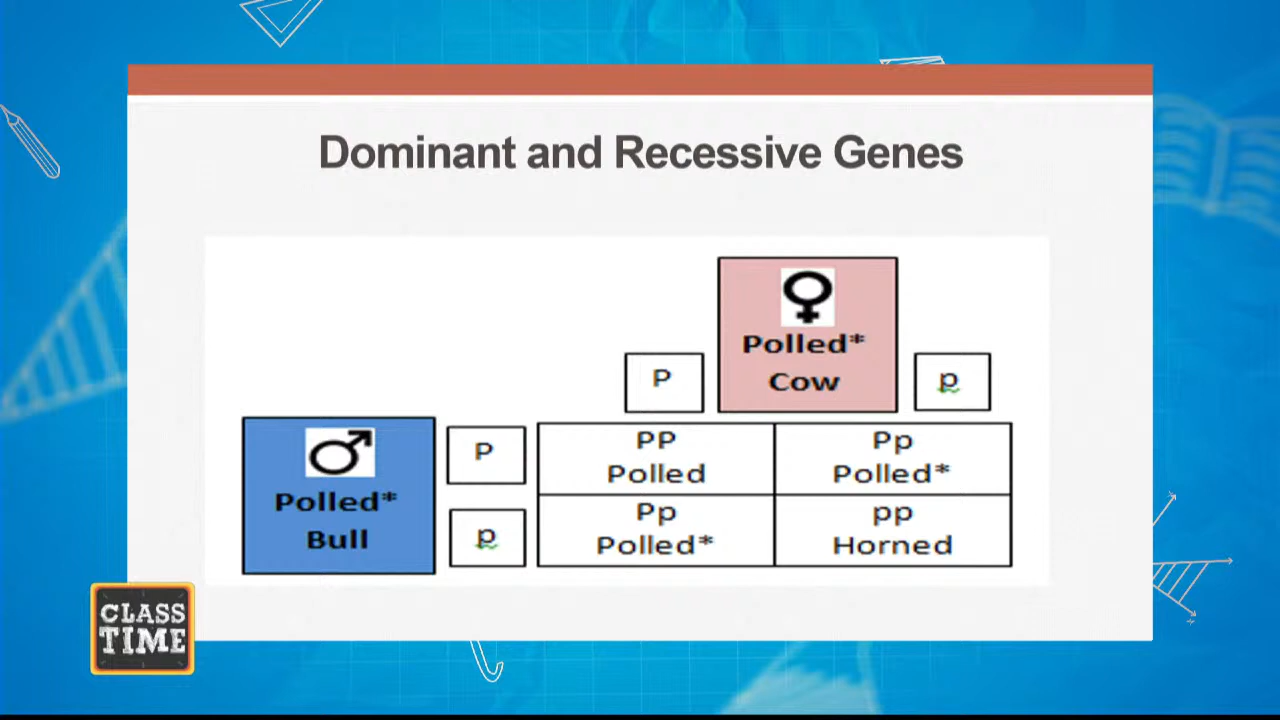 Dominant and Recessive Genes
Polled*
Cow
P
p
Polled*
Bull
P
p
PP
Polled
Pp
Polled*
Pp
Polled*
pp
Horned
CLASS
TIME